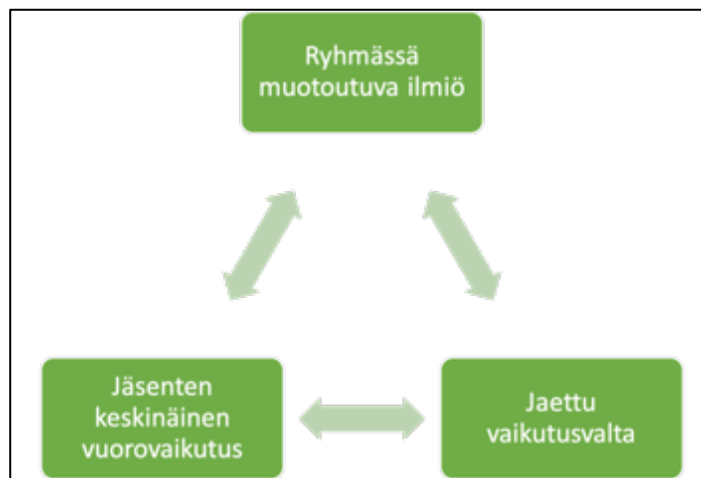 Ryhmässä
muotoutuva ilmiö
Jäsenten
keskinäinen
vuorovaikutus
Jaettu
vaikutusvalta